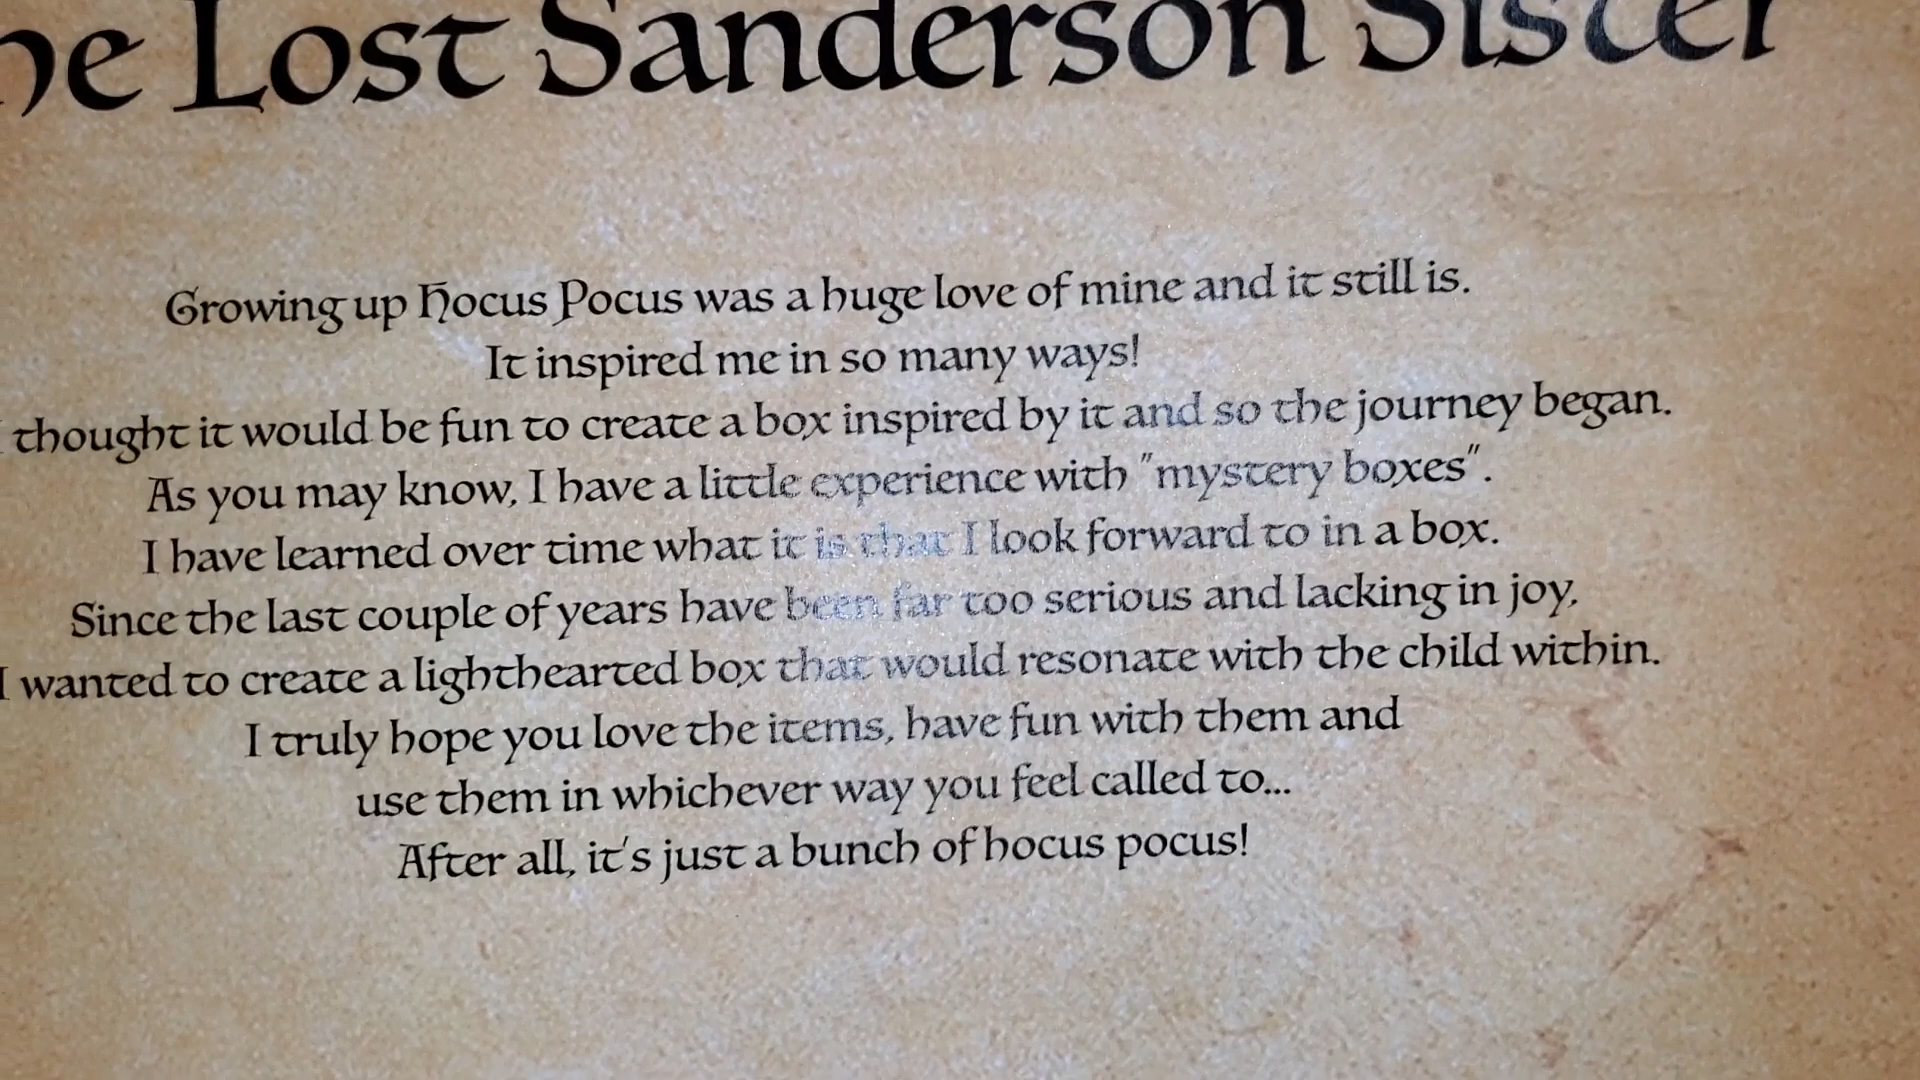 he Lost Sanderson Sister
Growing up Hocus Pocus was a huge love of mine and it still is.
It inspired me in so many ways!
I thought it would be fun to create a box inspired by it and so the journey began.
As you may know, I have a little experience with "mystery boxes".
I have learned over time what it is that I look forward to in a box.
Since the last couple of years have been far too serious and lacking in joy,
I wanted to create a lighthearted box that would resonate with the child within.
I truly hope you love the items, have fun with them and
use them in whichever way you feel called to...
After all, it's just a bunch of hocus pocus!